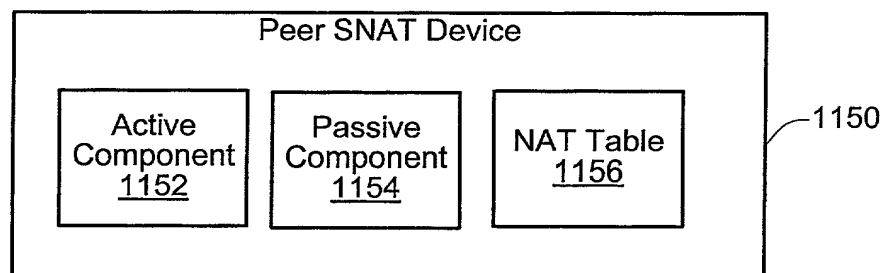 Peer SNAT Device
Active
Component
1152
Passive
Component
1154
NAT Table
1156
1150